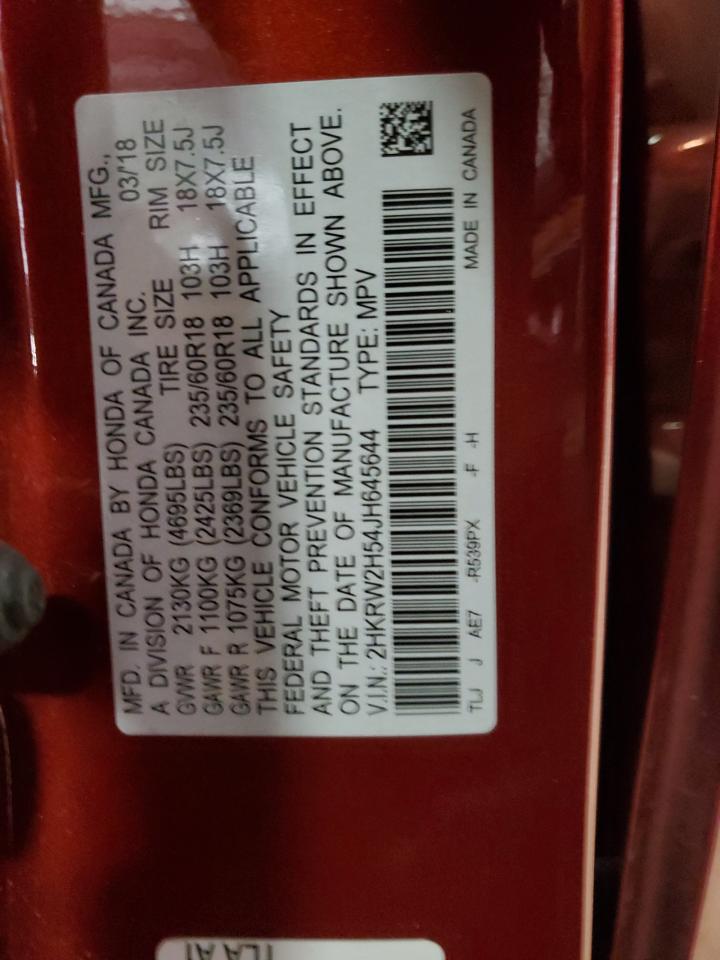 MFD. IN CANADA BY HONDA OF CANADA MFG.,
A DIVISION OF HONDA CANADA INC. 03/'18
GVWR 2130KG (4695LBS) TIRE SIZE RIM SIZE
GAWR F 1100KG (2425LBS) 235/60R18 103H 18X7.5J
GAWR R 1075KG (2369LBS) 235/60R18 103H 18X7.5J
THIS VEHICLE CONFORMS TO ALL APPLICABLE
FEDERAL MOTOR VEHICLE SAFETY
AND THEFT PREVENTION STANDARDS IN EFFECT
ON THE DATE OF MANUFACTURE SHOWN ABOVE.
V.I.N.: 2HKRW2H54JH645644 TYPE: MPV
TLJ J AE7 -R539PX -F -H MADE IN CANADA